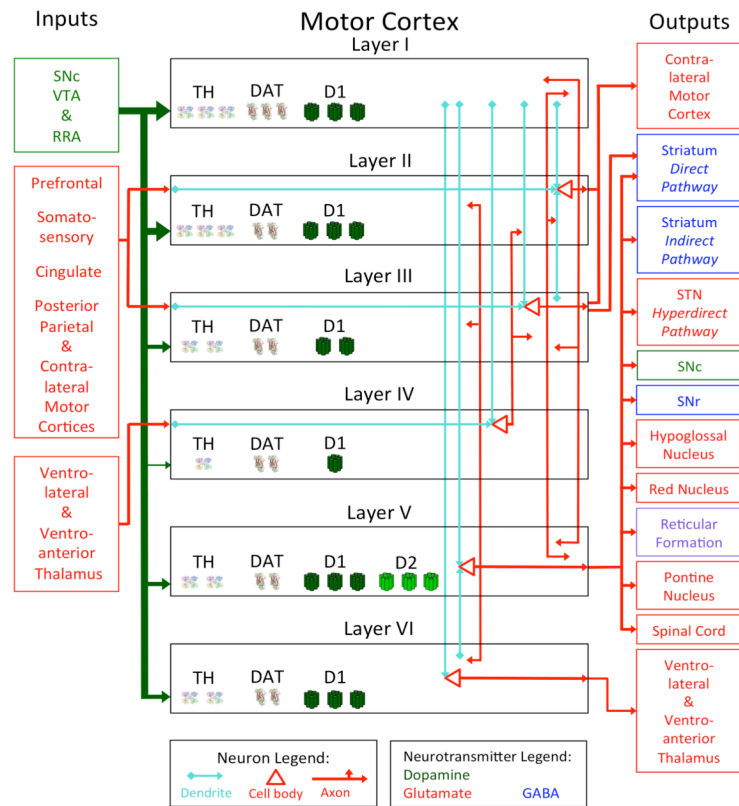 Inputs
Motor Cortex
Outputs
SNc
VTA
&
RRA
Prefrontal
Somato-
sensory
Cingulate
Posterior
Parietal
&
Contra-
lateral
Motor
Cortices
Ventro-
lateral
&
Ventro-
anterior
Thalamus
Layer I
TH DAT D1
Layer II
TH DAT D1
Layer III
TH DAT D1
Layer IV
TH DAT D1
Layer V
TH DAT D1 D2
Layer VI
TH DAT D1
Contra-
lateral
Motor
Cortex
Striatum
Direct
Pathway
Striatum
Indirect
Pathway
STN
Hyperdirect
Pathway
SNc
SNr
Hypoglossal
Nucleus
Red Nucleus
Reticular
Formation
Pontine
Nucleus
Spinal Cord
Ventro-
lateral
&
Ventro-
anterior
Thalamus
Neuron Legend:
Dendrite Cell body Axon
Neurotransmitter Legend:
Dopamine
Glutamate GABA